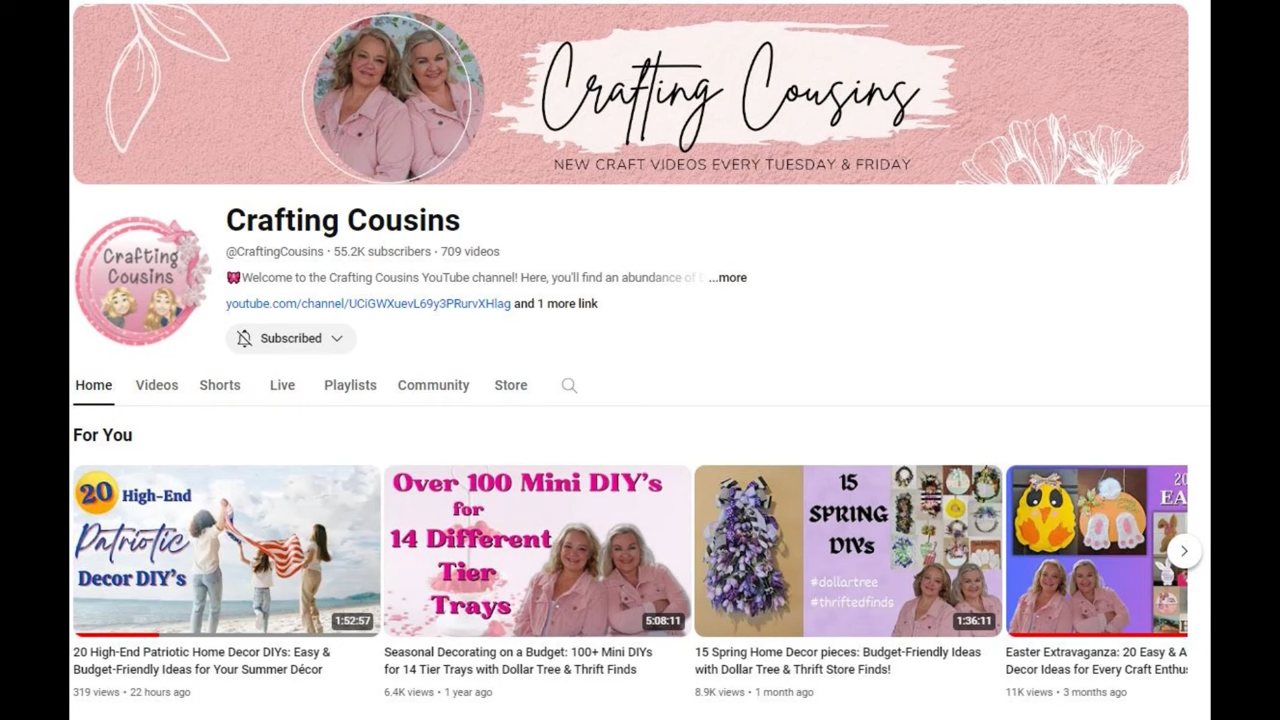 Crafting Cousins
NEW CRAFT VIDEOS EVERY TUESDAY & FRIDAY
Crafting
Cousins
Crafting Cousins
@CraftingCousins · 55.2K subscribers · 709 videos
Welcome to the Crafting Cousins YouTube channel! Here, you'll find an abundance of ...more
youtube.com/channel/UCiGWXuevL69y3PRurvXHlag and 1 more link
Subscribed
Home Videos Shorts Live Playlists Community Store
For You
20 High-End
Patriotic
Decor DIY's
1:52:57
Over 100 Mini DIY's
for
14 Different
Tier
Trays
5:08:11
15
SPRING
DIYs
#dollartree
#thriftedfinds
1:36:11
20
EA
20 High-End Patriotic Home Decor DIYs: Easy &
Budget-Friendly Ideas for Your Summer Décor
319 views · 22 hours ago
Seasonal Decorating on a Budget: 100+ Mini DIYs
for 14 Tier Trays with Dollar Tree & Thrift Finds
6.4K views · 1 year ago
15 Spring Home Decor pieces: Budget-Friendly Ideas
with Dollar Tree & Thrift Store Finds!
8.9K views · 1 month ago
Easter Extravaganza: 20 Easy & A
Decor Ideas for Every Craft Enthus
11K views · 3 months ago